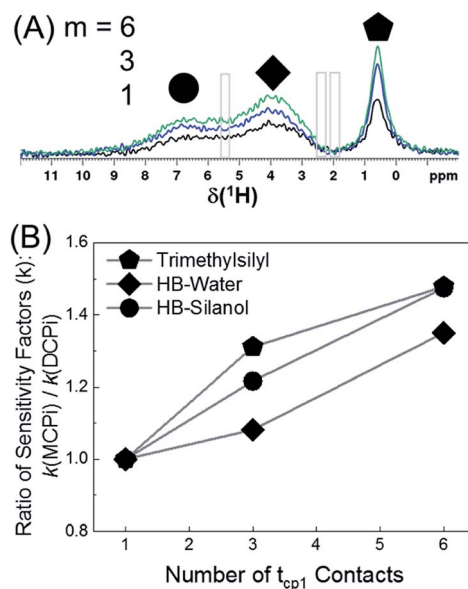 (A) m = 6
3
1
11 10 9 8 7 6 5 4 3 2 1 0 ppm
δ(¹H)
(B)
1.6
Trimethylsilyl
HB-Water
HB-Silanol
1.4
1.2
1.0
0.8
Ratio of Sensitivity Factors (k):
k(MCPi) / k(DCPi)
1 2 3 4 5 6
Number of tcp1 Contacts